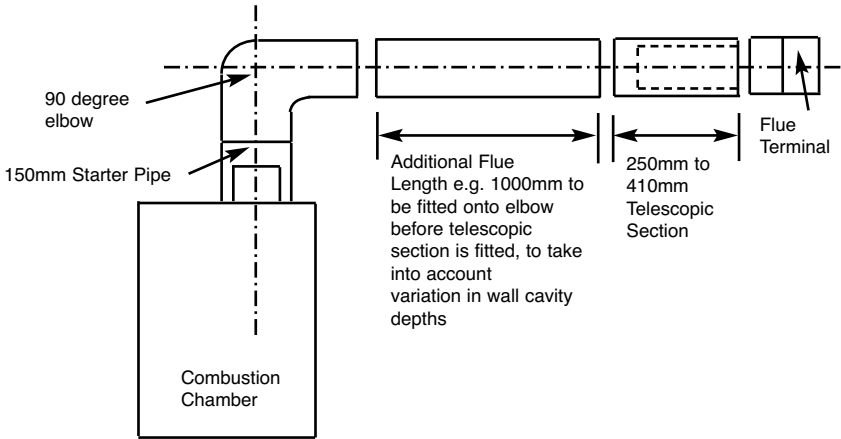 90 degree
elbow
150mm Starter Pipe
Additional Flue
Length e.g. 1000mm to
be fitted onto elbow
before telescopic
section is fitted, to take
into account
variation in wall cavity
depths
250mm to
410mm
Telescopic
Section
Flue
Terminal
Combustion
Chamber